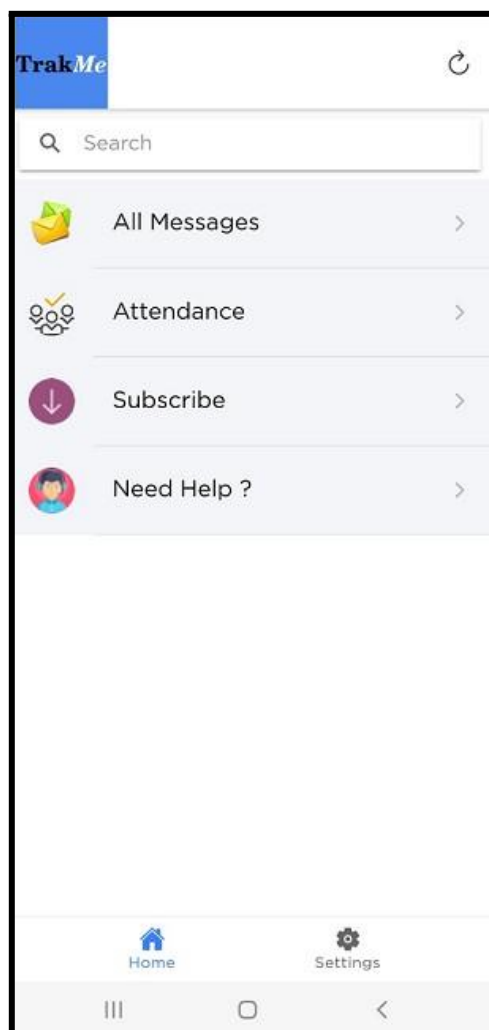 TrakMe
Search
All Messages
Attendance
Subscribe
Need Help ?
Home
Settings